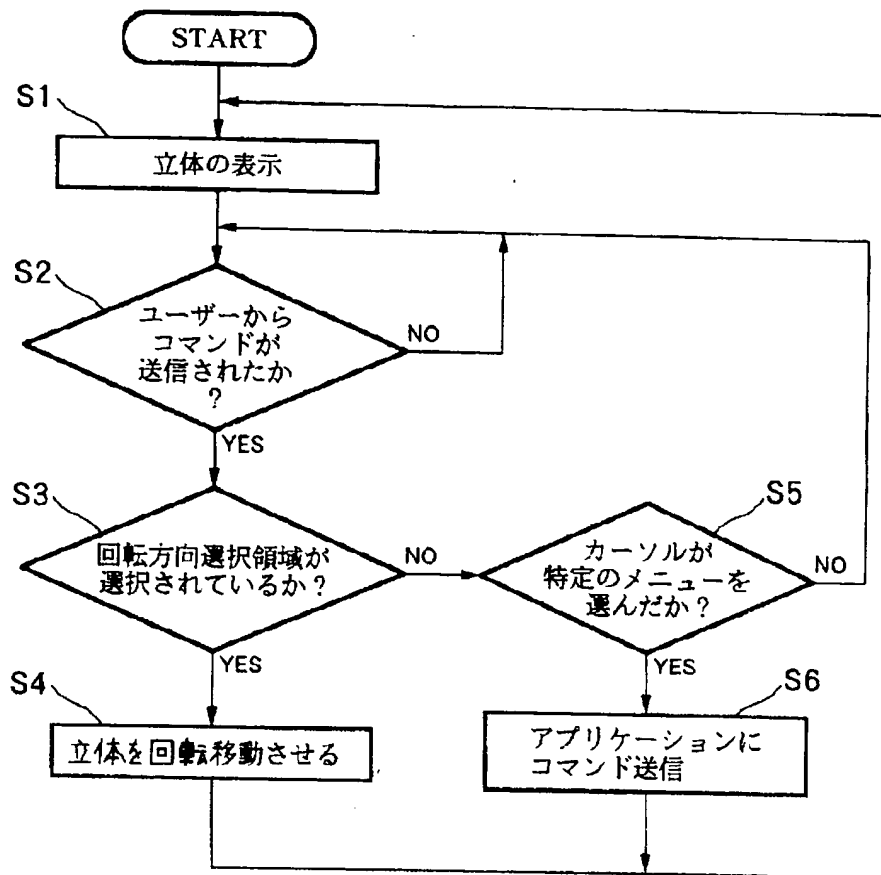 START
S1
立体の表示
S2
ユーザーから
コマンドが
送信されたか
?
NO
YES
S3
回転方向選択領域が
選択されているか?
NO
YES
S5
カーソルが
特定のメニューを
選んだか?
NO
YES
S4
立体を回転移動させる
S6
アプリケーションに
コマンド送信